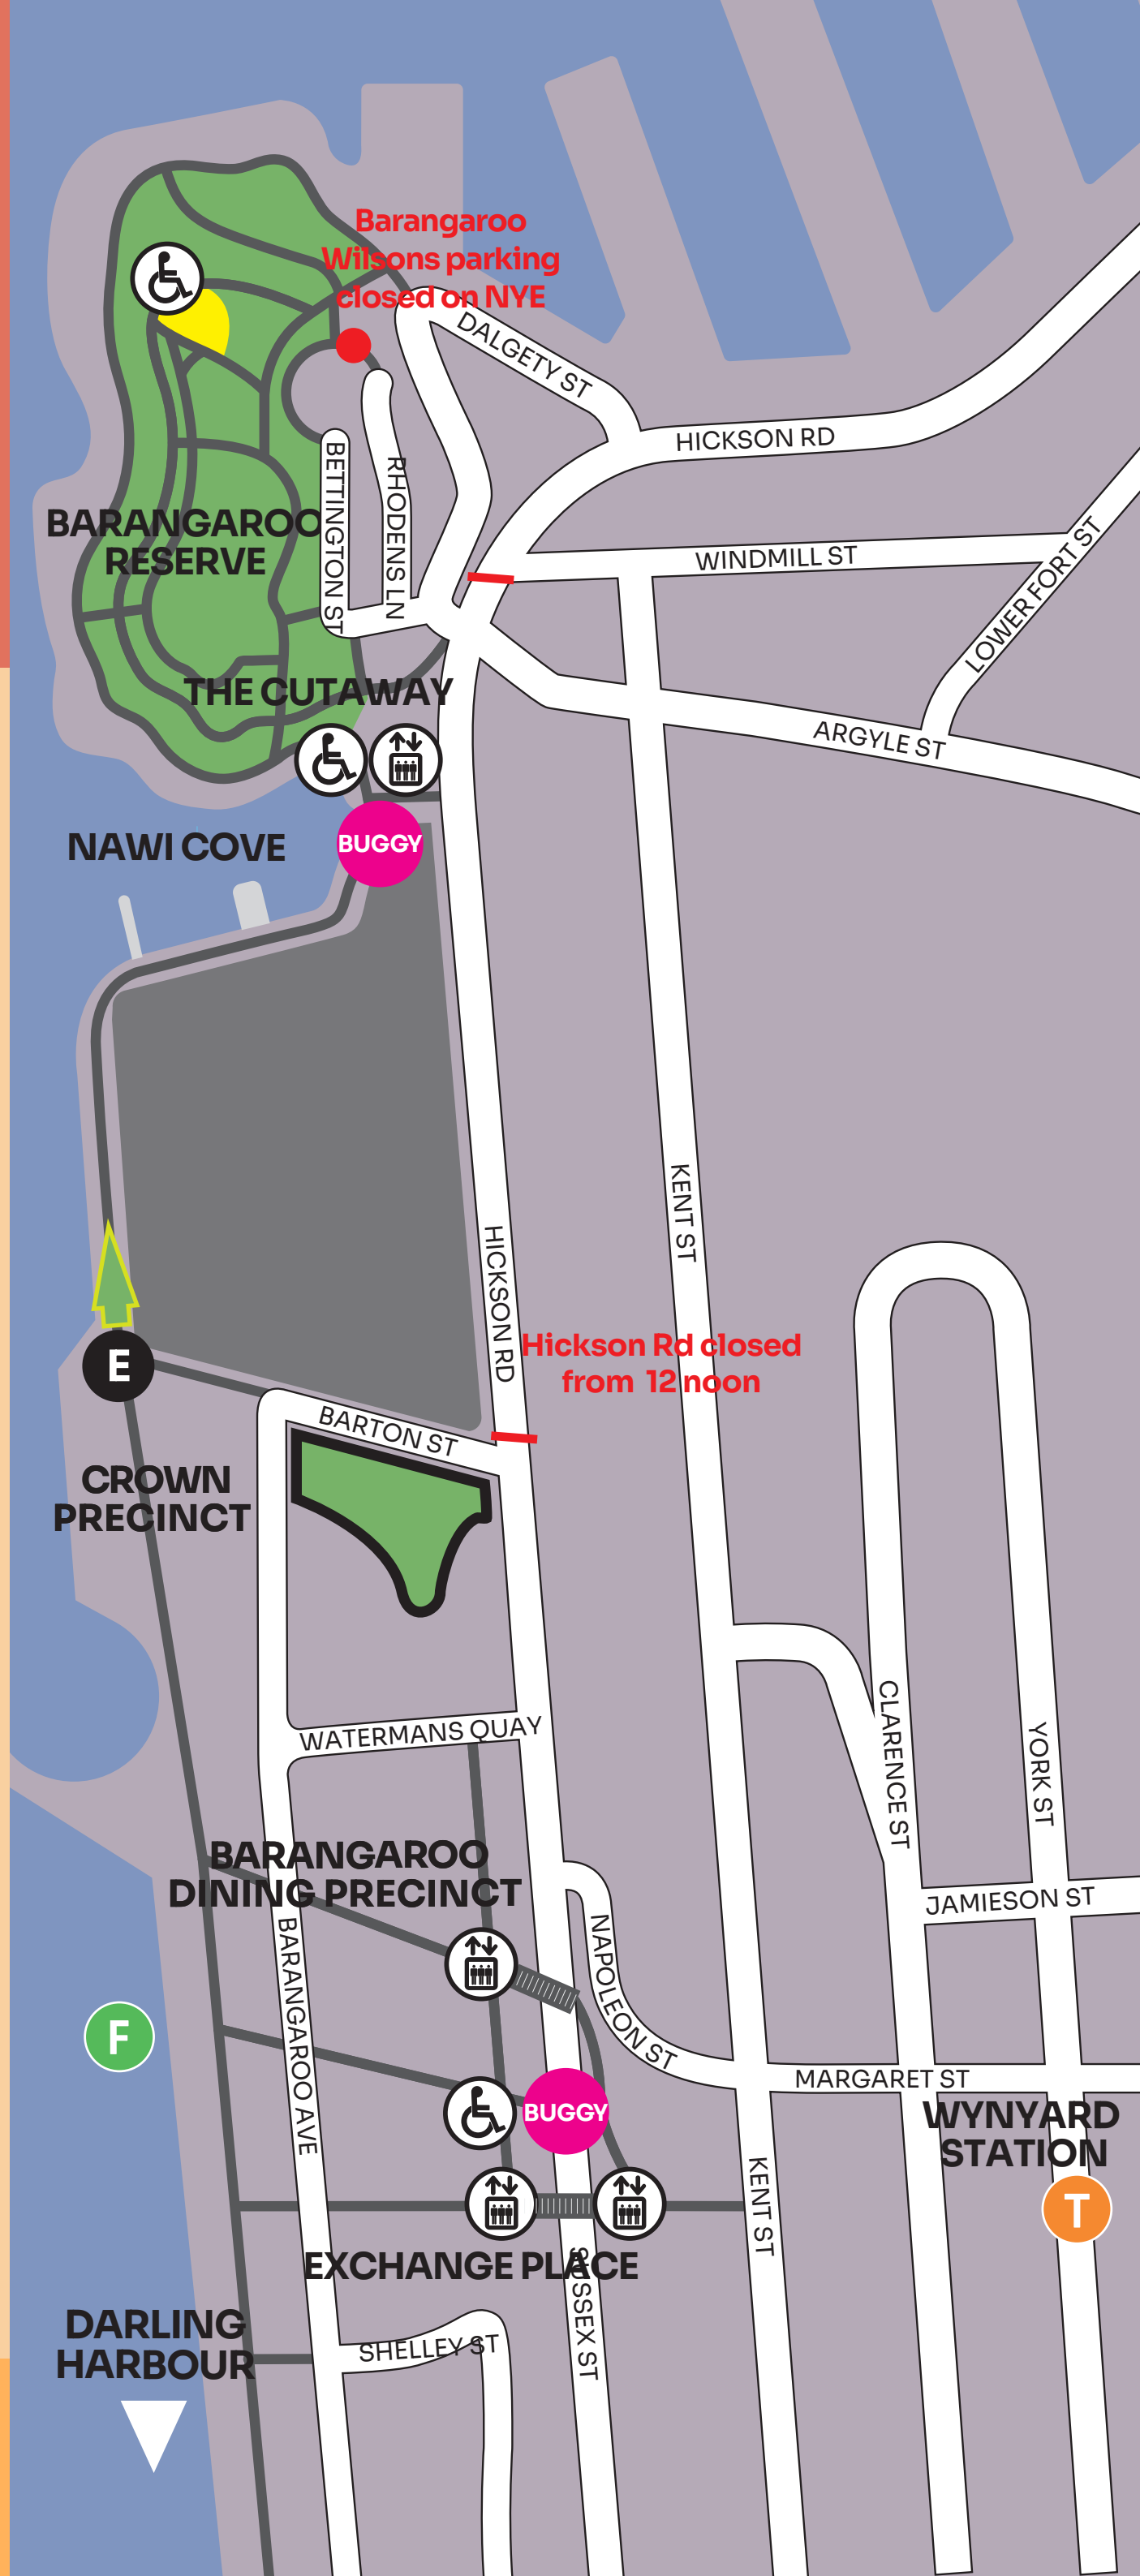 Barangaroo
Wilsons parking
closed on NYE
DALGETY ST
HICKSON RD
BETTINGTON ST
RHODENS LN
BARANGAROO
RESERVE
WINDMILL ST
LOWER FORT ST
THE CUTAWAY
ARGYLE ST
NAWI COVE
BUGGY
KENT ST
HICKSON RD
Hickson Rd closed
from 12 noon
E
BARTON ST
CROWN
PRECINCT
CLARENCE ST
YORK ST
WATERMANS QUAY
BARANGAROO
DINING PRECINCT
JAMIESON ST
BARANGAROO AVE
NAPOLEON ST
F
MARGARET ST
BUGGY
WYNYARD
STATION
T
KENT ST
EXCHANGE PLACE
SUSSEX ST
DARLING
HARBOUR
SHELLEY ST